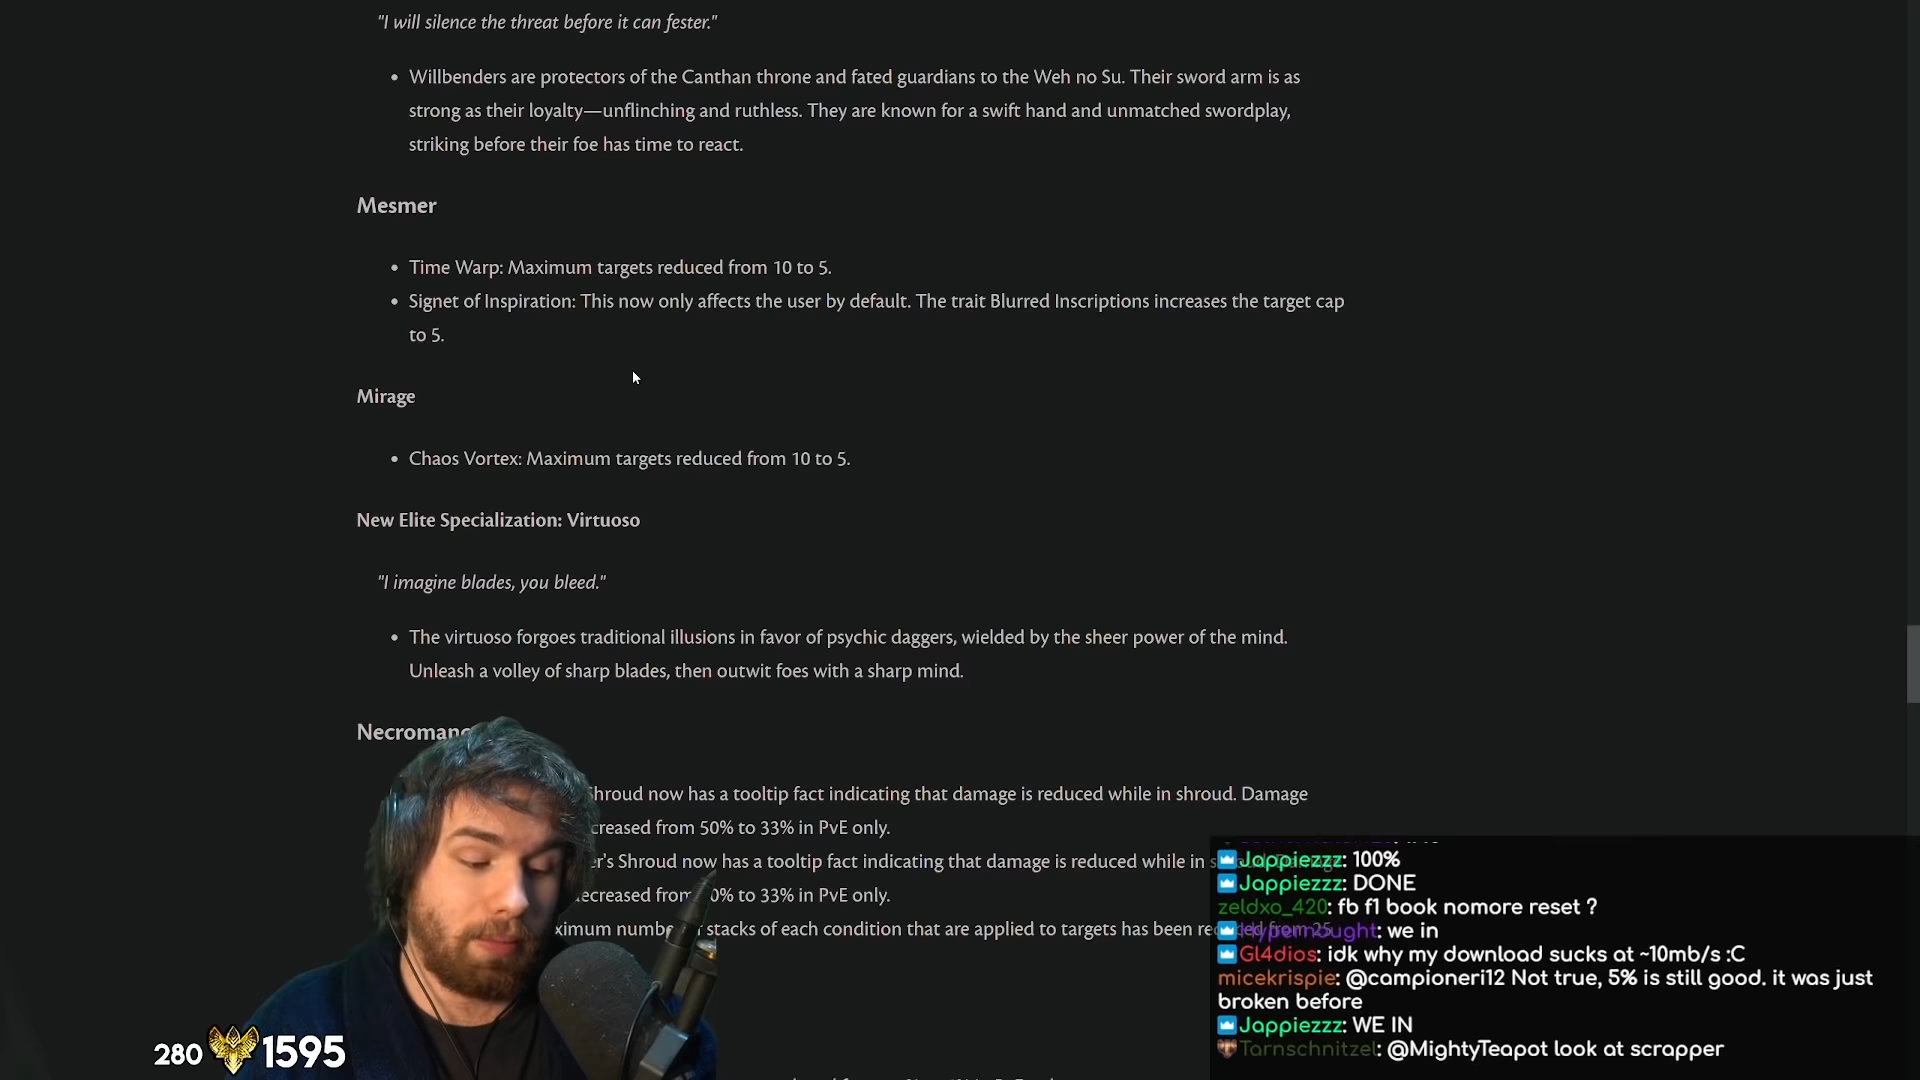 "I will silence the threat before it can fester."
Willbenders are protectors of the Canthan throne and fated guardians to the Weh no Su. Their sword arm is as
strong as their loyalty—unflinching and ruthless. They are known for a swift hand and unmatched swordplay,
striking before their foe has time to react.
Mesmer
Time Warp: Maximum targets reduced from 10 to 5.
Signet of Inspiration: This now only affects the user by default. The trait Blurred Inscriptions increases the target cap
to 5.
Mirage
Chaos Vortex: Maximum targets reduced from 10 to 5.
New Elite Specialization: Virtuoso
"I imagine blades, you bleed."
The virtuoso forgoes traditional illusions in favor of psychic daggers, wielded by the sheer power of the mind.
Unleash a volley of sharp blades, then outwit foes with a sharp mind.
Necromanc
Shroud now has a tooltip fact indicating that damage is reduced while in shroud. Damage
creased from 50% to 33% in PvE only.
er's Shroud now has a tooltip fact indicating that damage is reduced while in
ecreased from 0% to 33% in PvE only.
ximum numbe stacks of each condition that are applied to targets has been from 25
Jappiezzz: 100%
Jappiezzz: DONE
zeldxo_420: fb f1 book nomore reset ?
Hypernought: we in
Gl4dios: idk why my download sucks at ~10mb/s :C
micekrispie: @campioneri12 Not true, 5% is still good. it was just
broken before
Jappiezzz: WE IN
Tarnschnitzel: @MightyTeapot look at scrapper
280 1595